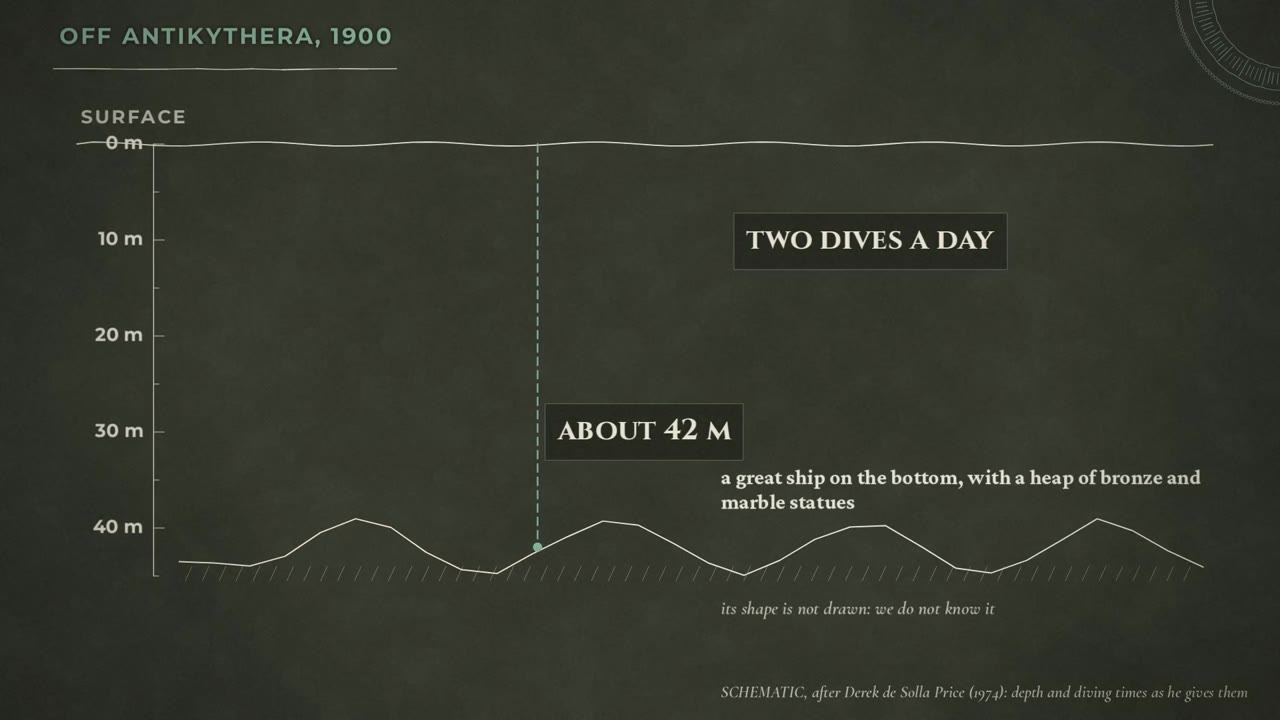 OFF ANTIKYTHERA, 1900
SURFACE
0 m
10 m
TWO DIVES A DAY
20 m
30 m
ABOUT 42 M
a great ship on the bottom, with a heap of bronze and
marble statues
40 m
its shape is not drawn: we do not know it
SCHEMATIC, after Derek de Solla Price (1974): depth and diving times as he gives them